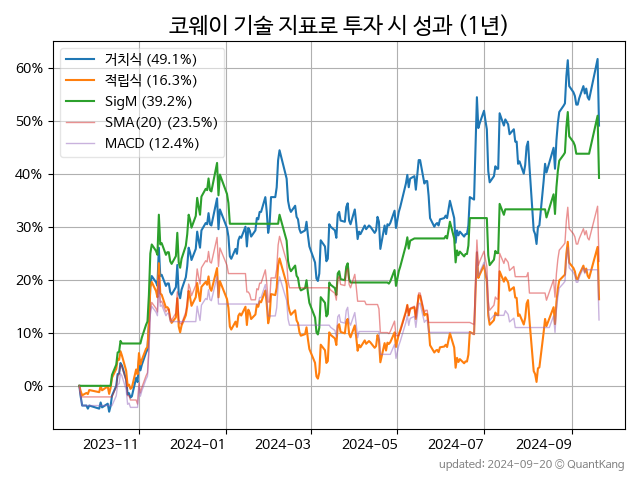 코웨이 기술 지표로 투자 시 성과 (1년)
거치식 (49.1%)
적립식 (16.3%)
SigM (39.2%)
SMA(20) (23.5%)
MACD (12.4%)
60%
50%
40%
30%
20%
10%
0%
2023-11 2024-01 2024-03 2024-05 2024-07 2024-09
updated: 2024-09-20 © QuantKang